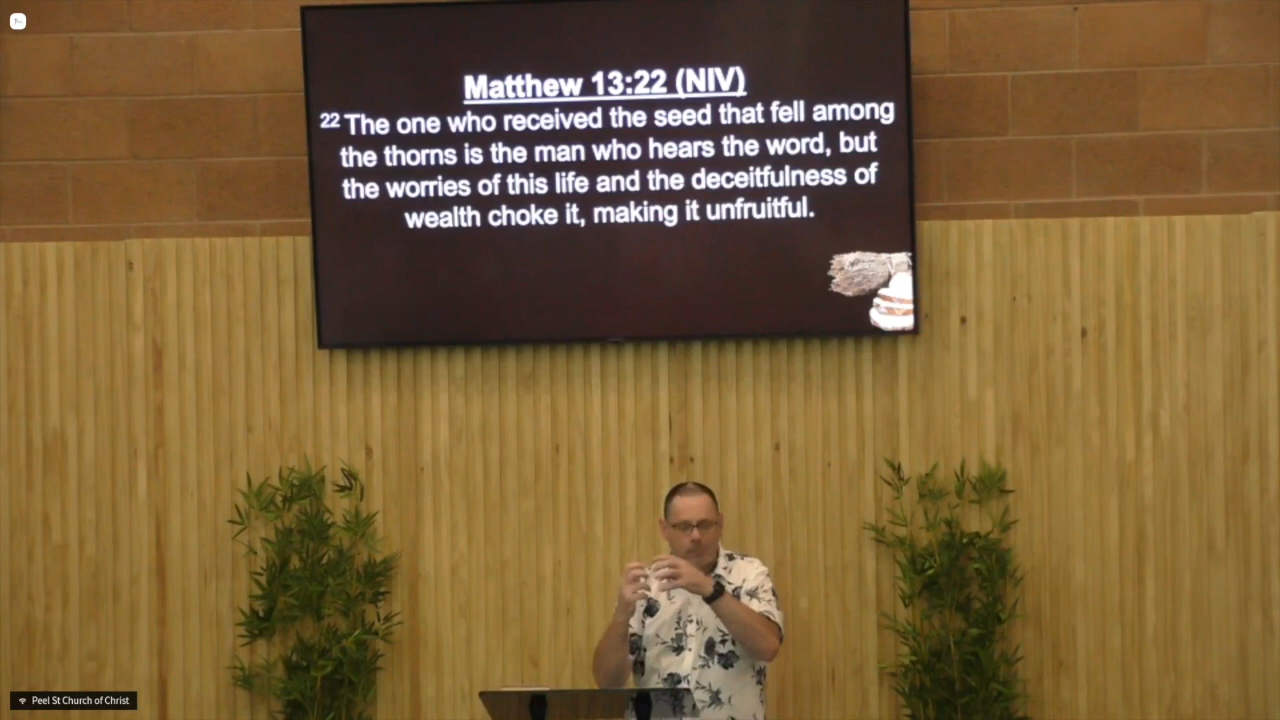 Matthew 13:22 (NIV)
22 The one who received the seed that fell among
the thorns is the man who hears the word, but
the worries of this life and the deceitfulness of
wealth choke it, making it unfruitful.
Peel St Church of Christ